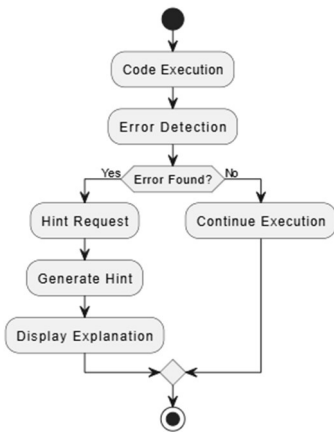 Code Execution
Error Detection
Yes
Error Found?
No
Hint Request
Continue Execution
Generate Hint
Display Explanation